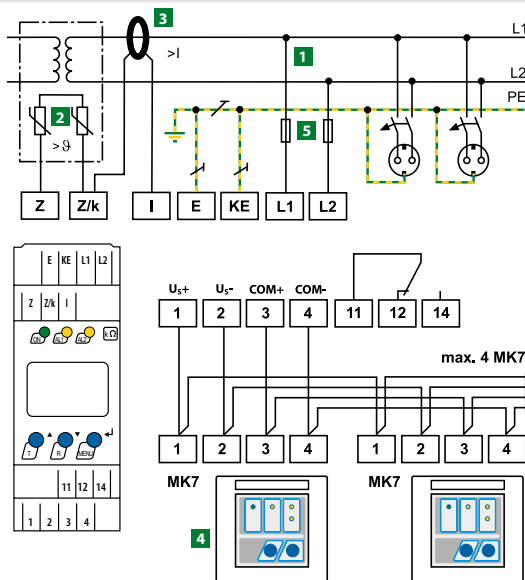 3
L1
>I
1
L2
PE
2
5
>ϑ
Z Z/k I E KE L1 L2
E KE L1 L2
Z Z/k I
ON AL1 AL2 kΩ
T R MENU
11 12 14
1 2 3 4
Us+ Us- COM+ COM-
1 2 3 4 11 12 14
max. 4 MK7
1 2 3 4 1 2 3 4
MK7 MK7
4